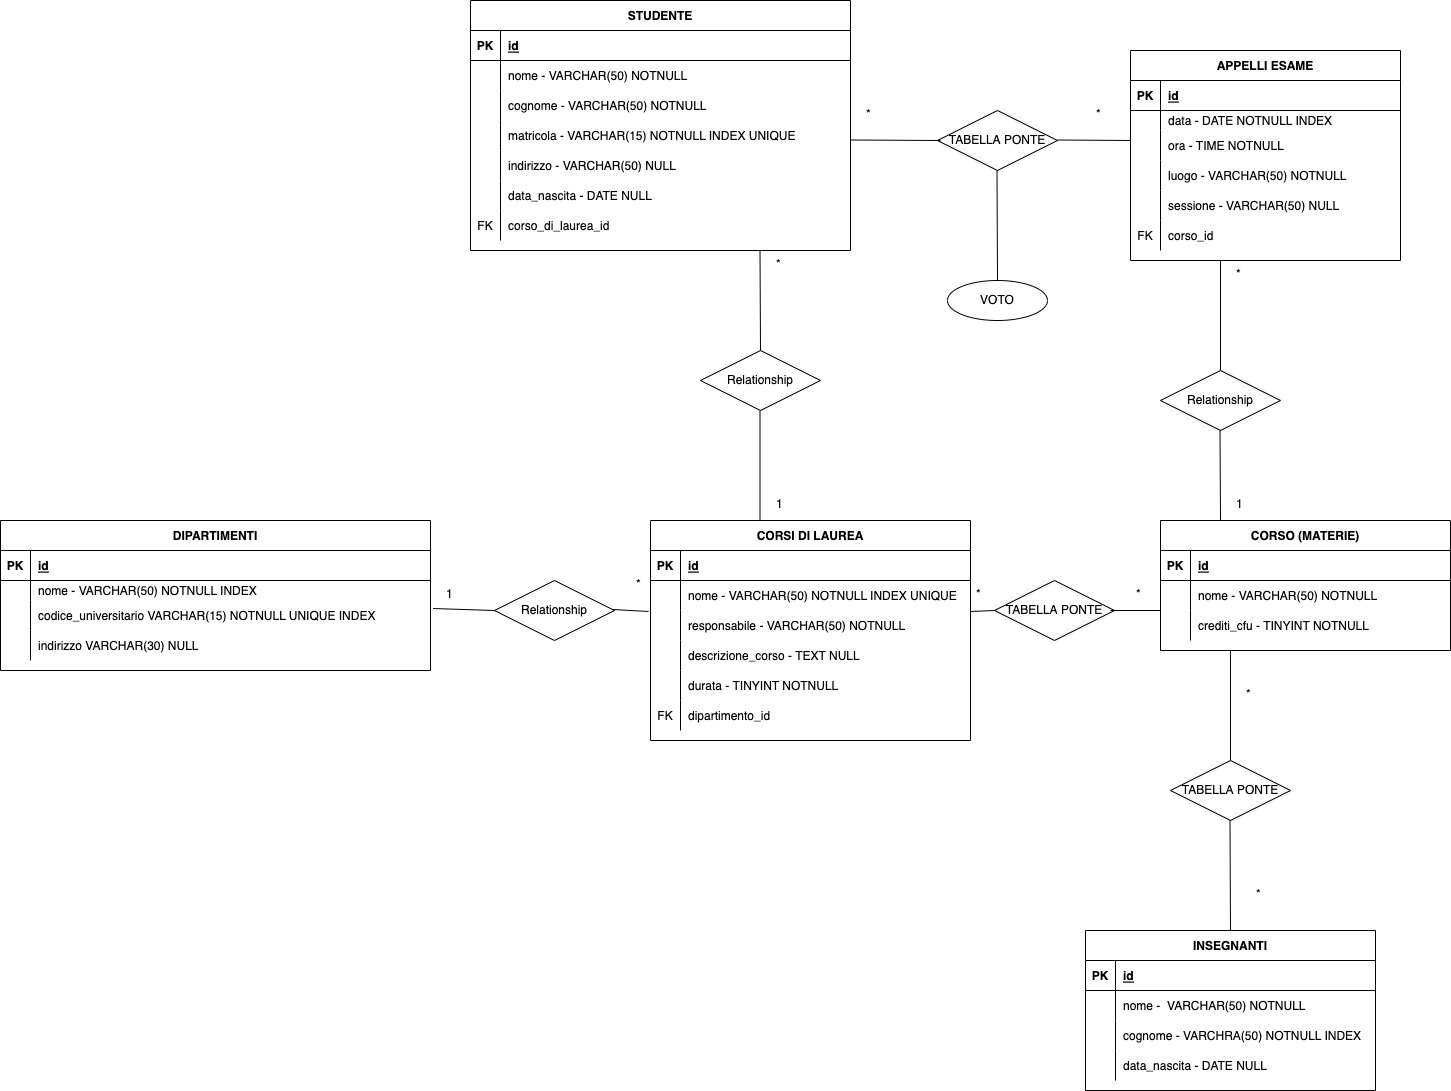 STUDENTE
PK id
nome - VARCHAR(50) NOTNULL
cognome - VARCHAR(50) NOTNULL
matricola - VARCHAR(15) NOTNULL INDEX UNIQUE
indirizzo - VARCHAR(50) NULL
data_nascita - DATE NULL
FK corso_di_laurea_id
*
TABELLA PONTE
*
VOTO
APPELLI ESAME
PK id
data - DATE NOTNULL INDEX
ora - TIME NOTNULL
luogo - VARCHAR(50) NOTNULL
sessione - VARCHAR(50) NULL
FK corso_id
*
Relationship
1
*
Relationship
1
DIPARTIMENTI
PK id
nome - VARCHAR(50) NOTNULL INDEX
codice_universitario VARCHAR(15) NOTNULL UNIQUE INDEX
indirizzo VARCHAR(30) NULL
1
Relationship
*
CORSI DI LAUREA
PK id
nome - VARCHAR(50) NOTNULL INDEX UNIQUE
responsabile - VARCHAR(50) NOTNULL
descrizione_corso - TEXT NULL
durata - TINYINT NOTNULL
FK dipartimento_id
*
TABELLA PONTE
*
CORSO (MATERIE)
PK id
nome - VARCHAR(50) NOTNULL
crediti_cfu - TINYINT NOTNULL
*
TABELLA PONTE
*
INSEGNANTI
PK id
nome -  VARCHAR(50) NOTNULL
cognome - VARCHRA(50) NOTNULL INDEX
data_nascita - DATE NULL